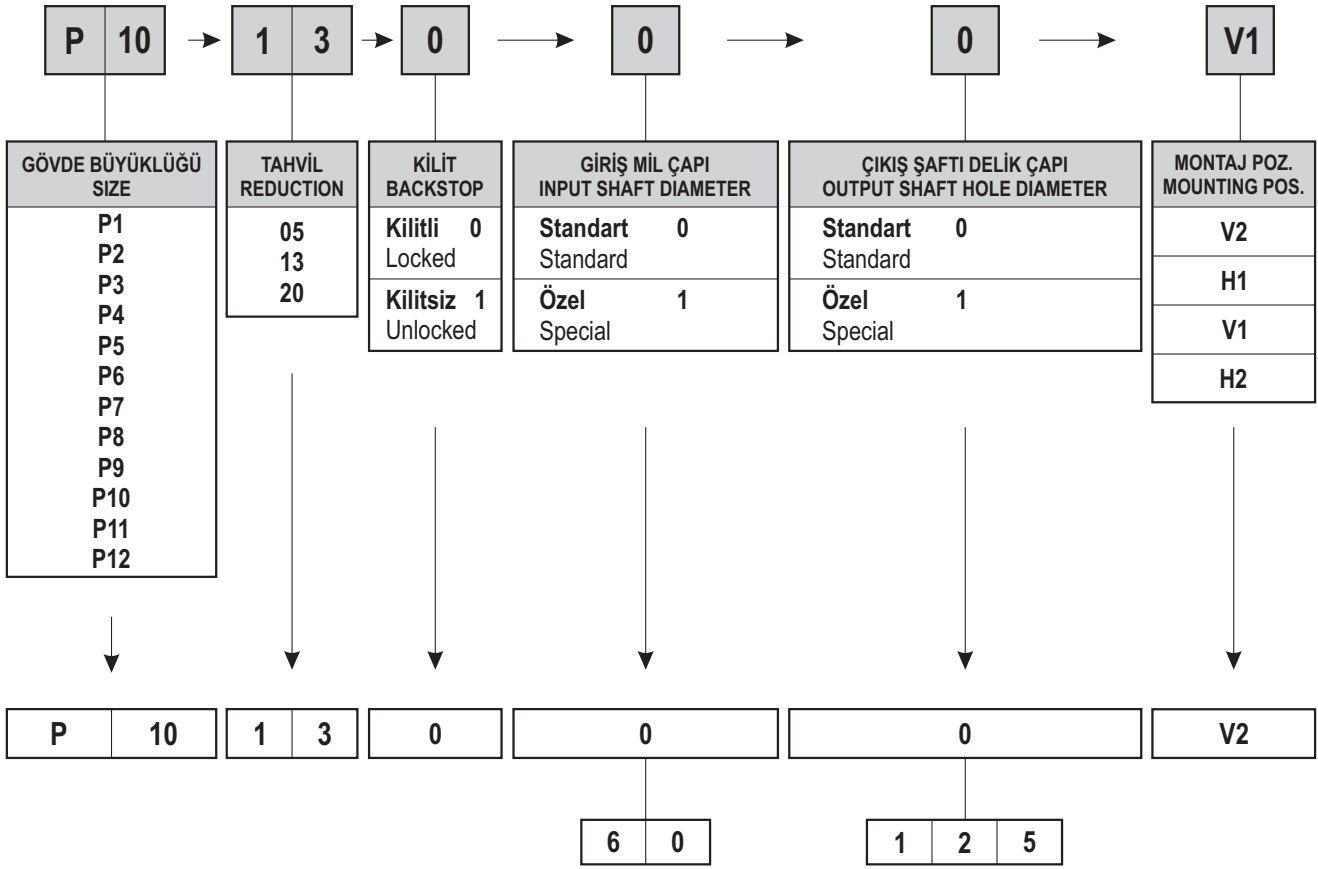 P 10 1 3 0 0 0 V1
GÖVDE BÜYÜKLÜĞÜ
SIZE
P1
P2
P3
P4
P5
P6
P7
P8
P9
P10
P11
P12
TAHVİL
REDUCTION
05
13
20
KİLİT
BACKSTOP
Kilitli 0
Locked
Kilitsiz 1
Unlocked
GİRİŞ MİL ÇAPI
INPUT SHAFT DIAMETER
Standart 0
Standard
Özel 1
Special
ÇIKIŞ ŞAFTI DELİK ÇAPI
OUTPUT SHAFT HOLE DIAMETER
Standart 0
Standard
Özel 1
Special
MONTAJ POZ.
MOUNTING POS.
V2
H1
V1
H2
P 10 1 3 0 0 0 V2
6 0 1 2 5